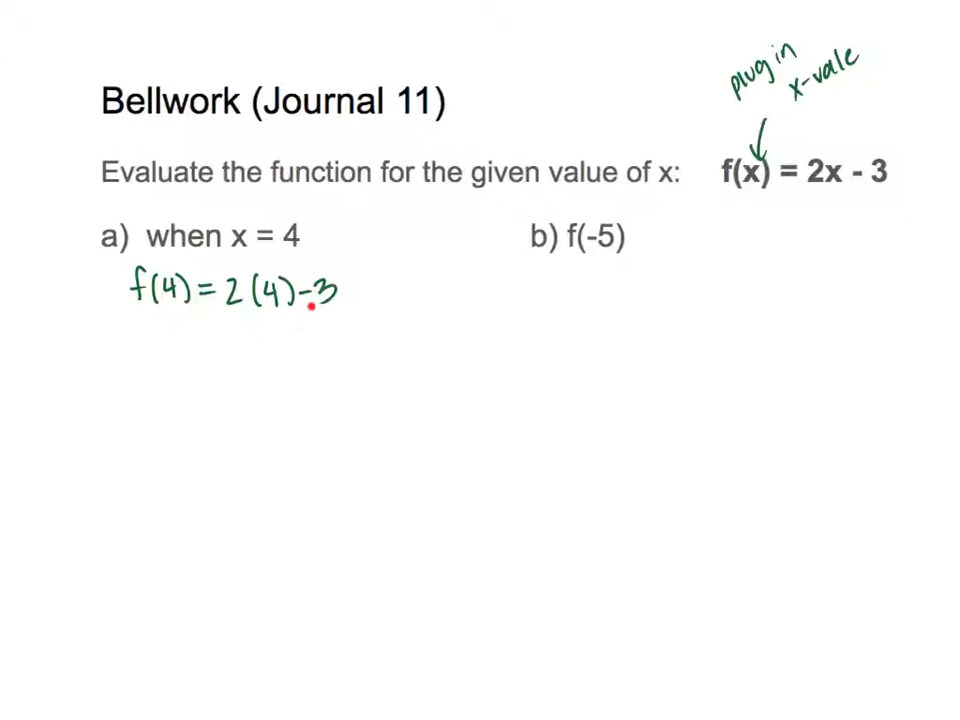 plug in
x-vale
Bellwork (Journal 11)
Evaluate the function for the given value of x: f(x) = 2x - 3
a) when x = 4 b) f(-5)
f(4) = 2(4)-3